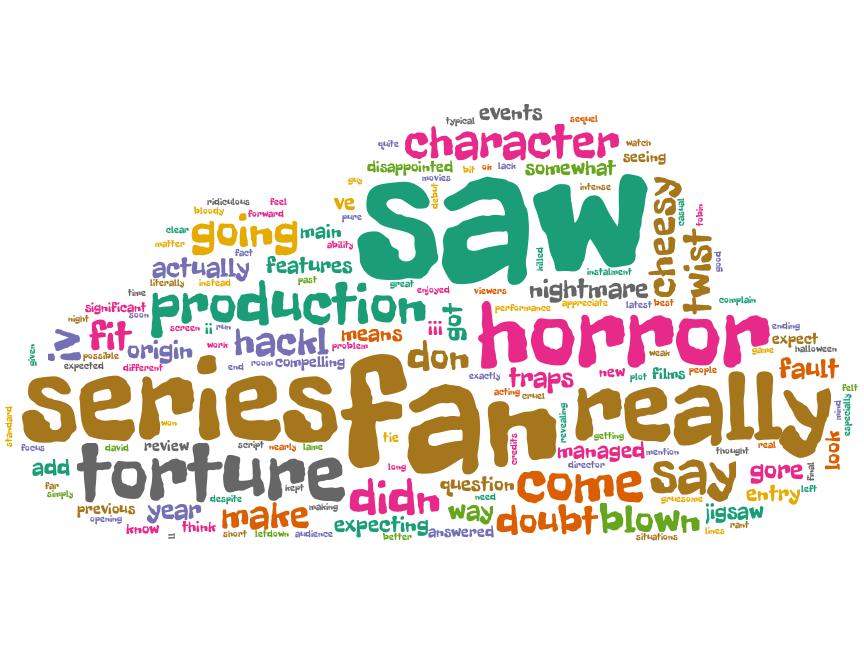 events
typical
sequel
character
quite
watch
seeing
disappointed
bit
ok
lack
somewhat
guy
movies
debut
intense
saw
cheesy
casual
tobin
twist
good
ve
pure
ridiculous
feel
bloody
forward
clear
going
main
matter
ability
fact
actually
features
literally
instead
past
great
enjoyed
viewers
killed
instalment
nightmare
time
significant
soon
production
performance
appreciate
latest
best
complain
night
iv
fit
screen
ii
run
iii
got
horror
ending
expect
given
possible
origin
work
hackl
means
problem
weak
game
halloween
expected
different
end
room
compelling
don
exactly
traps
new
plot
films
people
fault
series
fan
really
acting
cruel
felt
mind
especially
standard
won
tie
revealing
getting
credits
look
focus
david
review
script
nearly
lame
managed
mention
thought
real
final
add
torture
long
director
far
simply
kept
despite
making
didn
question
need
come
say
gruesome
gore
entry
left
previous
opening
year
know
think
make
short
letdown
audience
expecting
better
way
answered
doubt
blown
situations
jigsaw
lines
rant
11